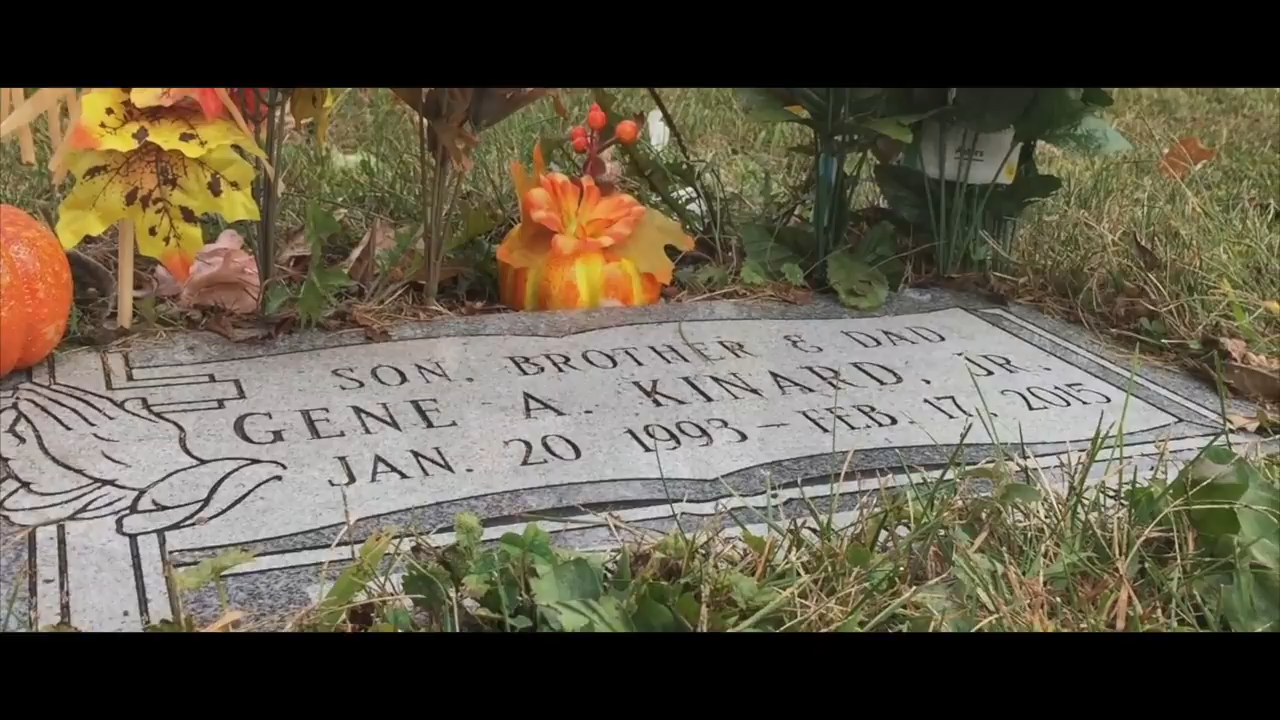 SON, BROTHER & DAD
GENE A. KINARD, JR.
JAN. 20 1993 – FEB. 17, 2015